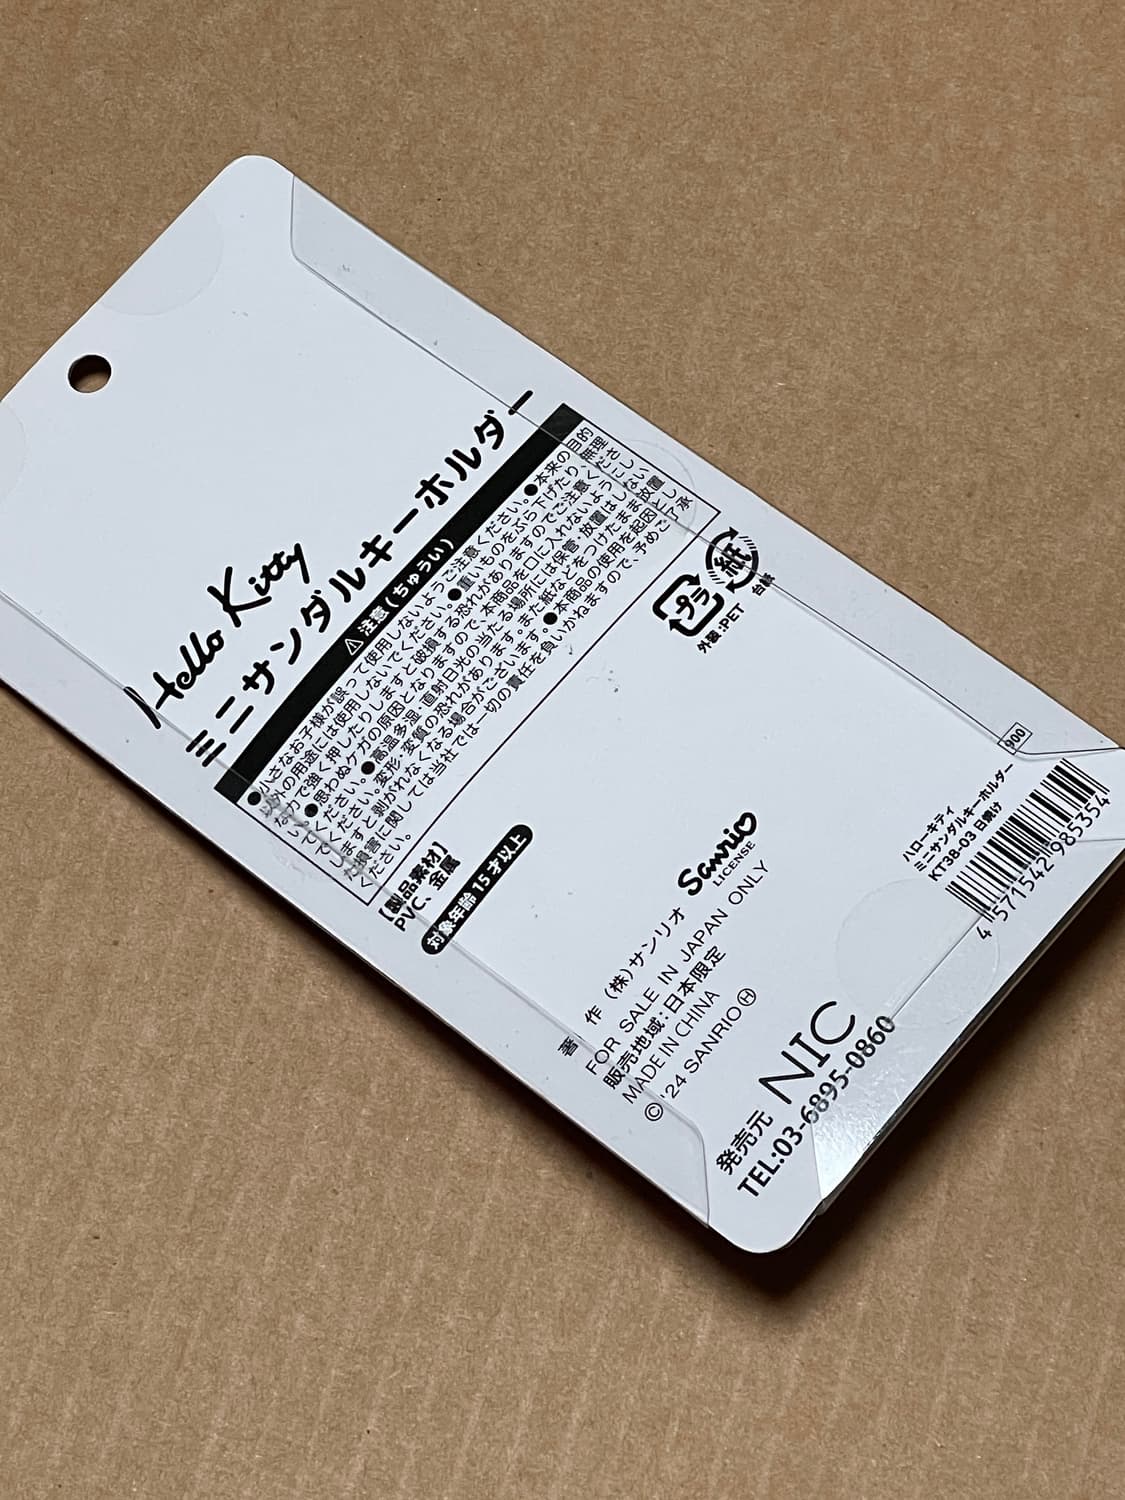 Hello Kitty
ミニサンダルキーホルダー
⚠ 注意(ちゅうい)
●小さなお子様が誤って使用しないようご注意ください。●本来の目的
以外の用途には使用しないでください。●重いものをぶら下げたり、無理
な力で強く押したりしますと破損する恐れがありますのでご注意くださ
い。●思わぬケガの原因となりますので、本商品を口に入れないようにし
てください。●高温多湿・直射日光の当たる場所には保管・放置はしない
でください。変形・変質の恐れがあります。また紙などをつけたまま放置
しますと剥がれなくなる場合がございます。●本商品の使用を起因とし
た損害に関しては当社では一切の責任を負いかねますので、予めご了承
ください。
【製品素材】
PVC、金属
対象年齢 15 才以上
プラ
外装:PET
紙
台紙
著 作 (株)サンリオ
Sanrio
LICENSE
FOR SALE IN JAPAN ONLY
販売地域:日本限定
MADE IN CHINA
© '24 SANRIO Ⓗ
900
ハローキティ
ミニサンダルキーホルダー
KT3B-03 日焼け
4 571542 985354
発売元 NIC
TEL:03-6895-0860